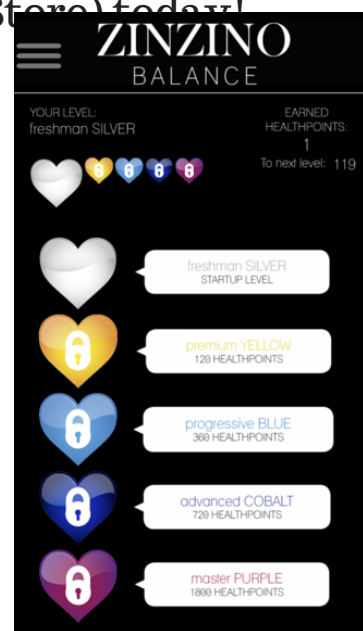 Store) today!
ZINZINO
BALANCE
YOUR LEVEL:
freshman SILVER
EARNED
HEALTHPOINTS:
1
To next level: 119
freshman SILVER
STARTUP LEVEL
premium YELLOW
120 HEALTHPOINTS
progressive BLUE
360 HEALTHPOINTS
advanced COBALT
720 HEALTHPOINTS
master PURPLE
1800 HEALTHPOINTS